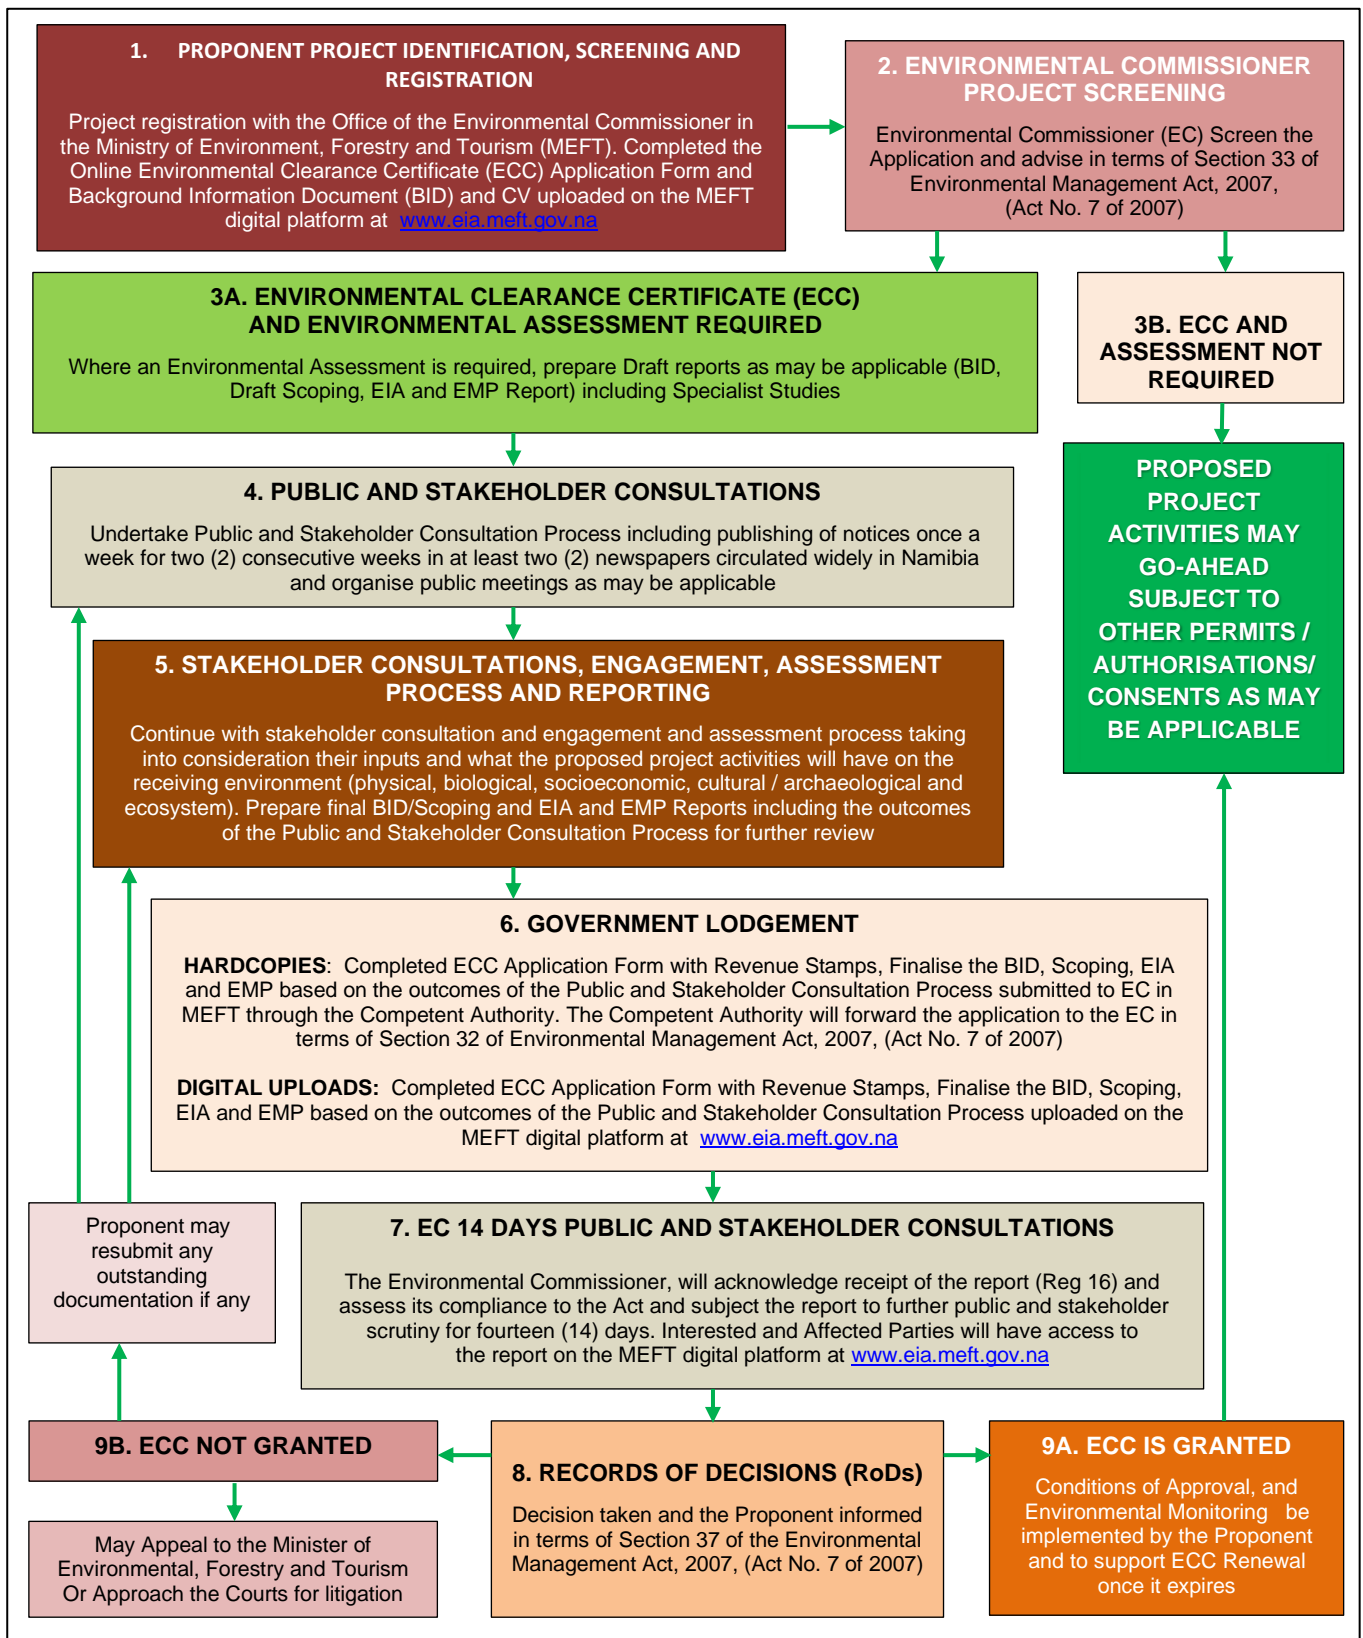 1. PROPONENT PROJECT IDENTIFICATION, SCREENING AND
REGISTRATION
Project registration with the Office of the Environmental Commissioner in
the Ministry of Environment, Forestry and Tourism (MEFT). Completed the
Online Environmental Clearance Certificate (ECC) Application Form and
Background Information Document (BID) and CV uploaded on the MEFT
digital platform at www.eia.meft.gov.na
2. ENVIRONMENTAL COMMISSIONER
PROJECT SCREENING
Environmental Commissioner (EC) Screen the
Application and advise in terms of Section 33 of
Environmental Management Act, 2007,
(Act No. 7 of 2007)
3A. ENVIRONMENTAL CLEARANCE CERTIFICATE (ECC)
AND ENVIRONMENTAL ASSESSMENT REQUIRED
Where an Environmental Assessment is required, prepare Draft reports as may be applicable (BID,
Draft Scoping, EIA and EMP Report) including Specialist Studies
3B. ECC AND
ASSESSMENT NOT
REQUIRED
PROPOSED
PROJECT
ACTIVITIES MAY
GO-AHEAD
SUBJECT TO
OTHER PERMITS /
AUTHORISATIONS/
CONSENTS AS MAY
BE APPLICABLE
4. PUBLIC AND STAKEHOLDER CONSULTATIONS
Undertake Public and Stakeholder Consultation Process including publishing of notices once a
week for two (2) consecutive weeks in at least two (2) newspapers circulated widely in Namibia
and organise public meetings as may be applicable
5. STAKEHOLDER CONSULTATIONS, ENGAGEMENT, ASSESSMENT
PROCESS AND REPORTING
Continue with stakeholder consultation and engagement and assessment process taking
into consideration their inputs and what the proposed project activities will have on the
receiving environment (physical, biological, socioeconomic, cultural / archaeological and
ecosystem). Prepare final BID/Scoping and EIA and EMP Reports including the outcomes
of the Public and Stakeholder Consultation Process for further review
6. GOVERNMENT LODGEMENT
HARDCOPIES: Completed ECC Application Form with Revenue Stamps, Finalise the BID, Scoping, EIA
and EMP based on the outcomes of the Public and Stakeholder Consultation Process submitted to EC in
MEFT through the Competent Authority. The Competent Authority will forward the application to the EC in
terms of Section 32 of Environmental Management Act, 2007, (Act No. 7 of 2007)
DIGITAL UPLOADS: Completed ECC Application Form with Revenue Stamps, Finalise the BID, Scoping,
EIA and EMP based on the outcomes of the Public and Stakeholder Consultation Process uploaded on the
MEFT digital platform at www.eia.meft.gov.na
Proponent may
resubmit any
outstanding
documentation if any
7. EC 14 DAYS PUBLIC AND STAKEHOLDER CONSULTATIONS
The Environmental Commissioner, will acknowledge receipt of the report (Reg 16) and
assess its compliance to the Act and subject the report to further public and stakeholder
scrutiny for fourteen (14) days. Interested and Affected Parties will have access to
the report on the MEFT digital platform at www.eia.meft.gov.na
9B. ECC NOT GRANTED
May Appeal to the Minister of
Environmental, Forestry and Tourism
Or Approach the Courts for litigation
8. RECORDS OF DECISIONS (RoDs)
Decision taken and the Proponent informed
in terms of Section 37 of the Environmental
Management Act, 2007, (Act No. 7 of 2007)
9A. ECC IS GRANTED
Conditions of Approval, and
Environmental Monitoring be
implemented by the Proponent
and to support ECC Renewal
once it expires